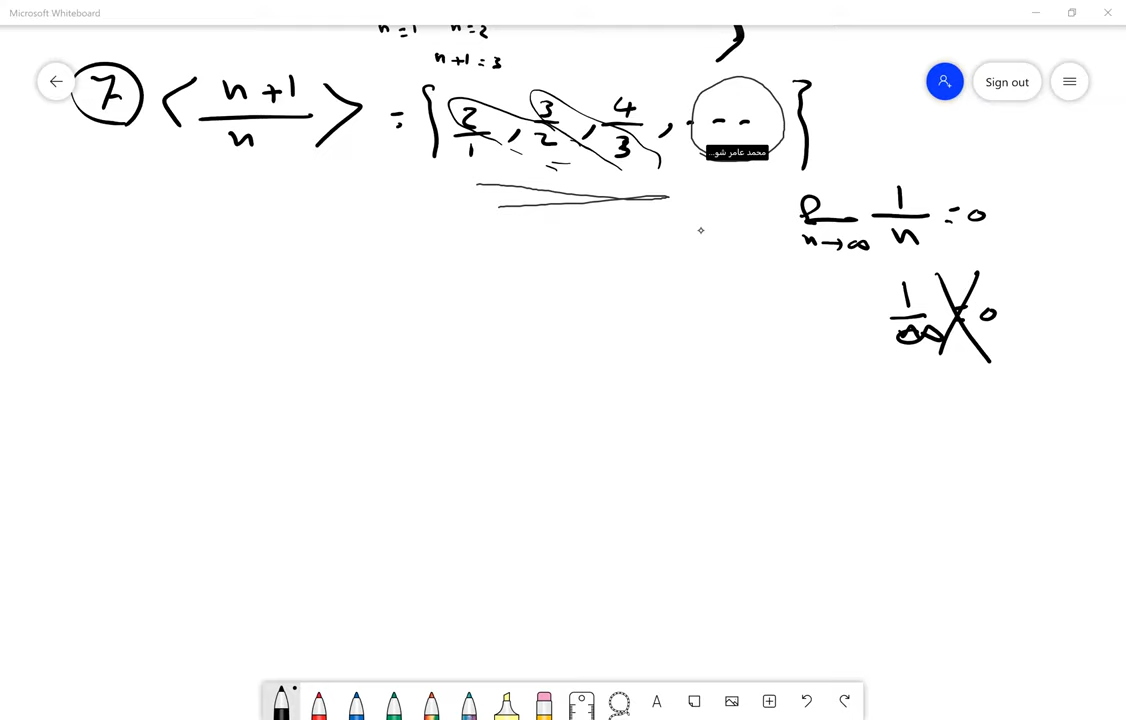 Microsoft Whiteboard
n=1 n=2
n+1=3
Sign out
7 < n+1 / n > = { 2/1 , 3/2 , 4/3 , --- }
محمد عامر شو...
n→∞ 1/n = 0
1/∞ = 0
A